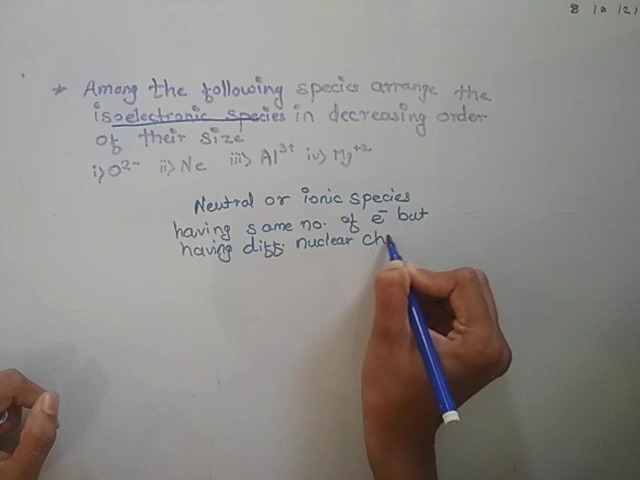 8 10 21
* Among the following species arrange the
isoelectronic species in decreasing order
of their size
i) O²⁻ ii) Ne iii) Al³⁺ iv) Mg⁺²
Neutral or ionic species
having same no. of e⁻ but
having diff. nuclear ch